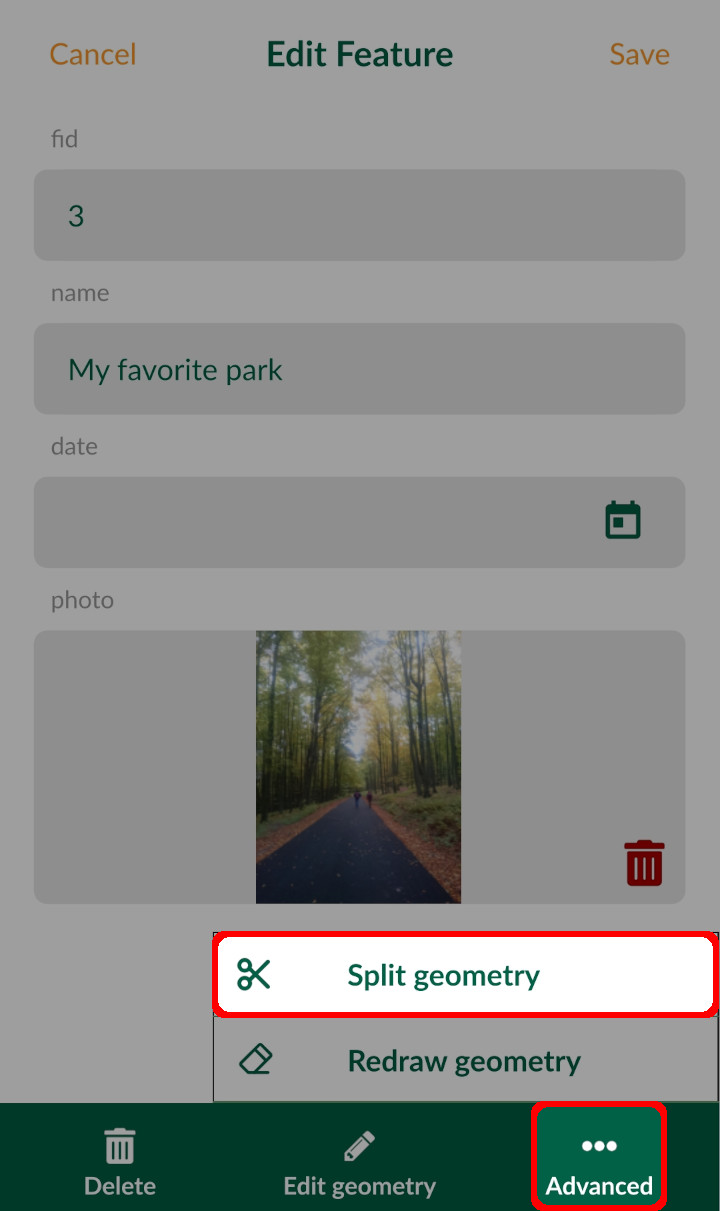 Cancel
Edit Feature
Save
fid
3
name
My favorite park
date
photo
Split geometry
Redraw geometry
Delete
Edit geometry
Advanced